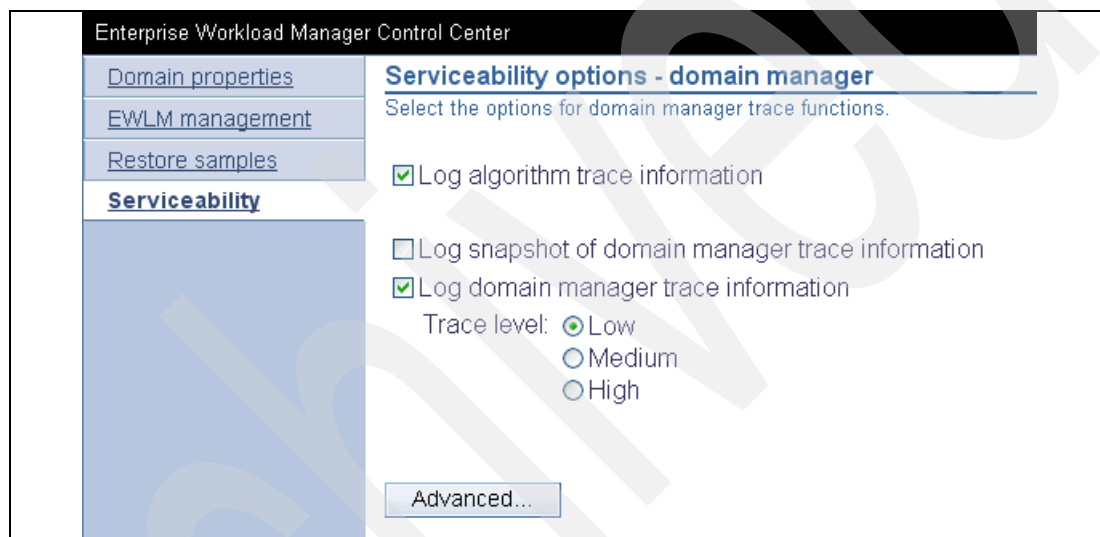 Enterprise Workload Manager Control Center
Domain properties
EWLM management
Restore samples
Serviceability
Serviceability options - domain manager
Select the options for domain manager trace functions.
Log algorithm trace information
Log snapshot of domain manager trace information
Log domain manager trace information
Trace level: Low
Medium
High
Advanced...